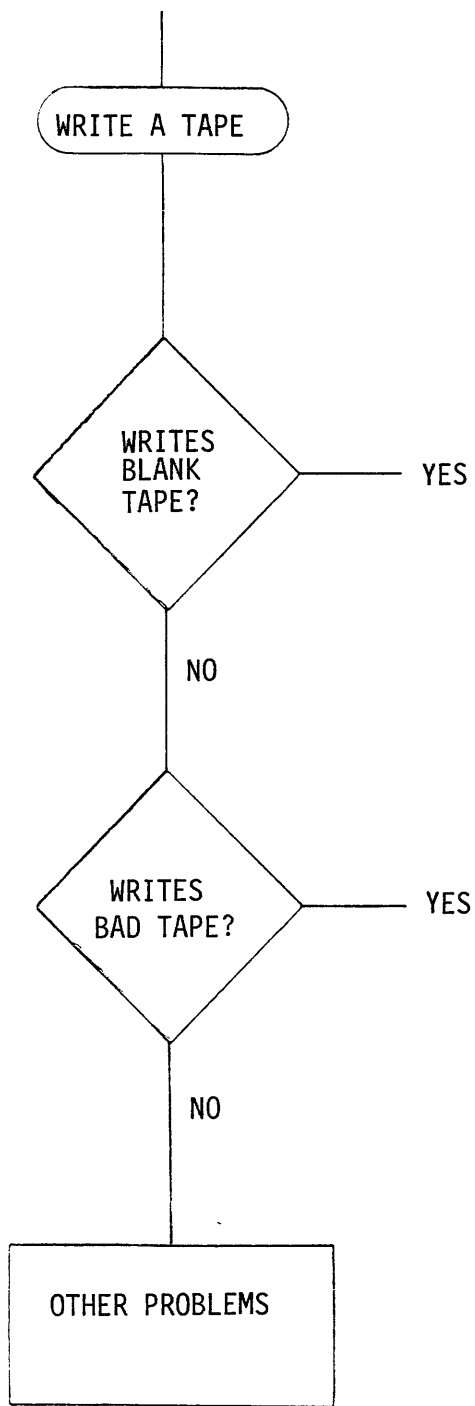 WRITE A TAPE
WRITES
BLANK
TAPE?
YES
NO
WRITES
BAD TAPE?
YES
NO
OTHER PROBLEMS